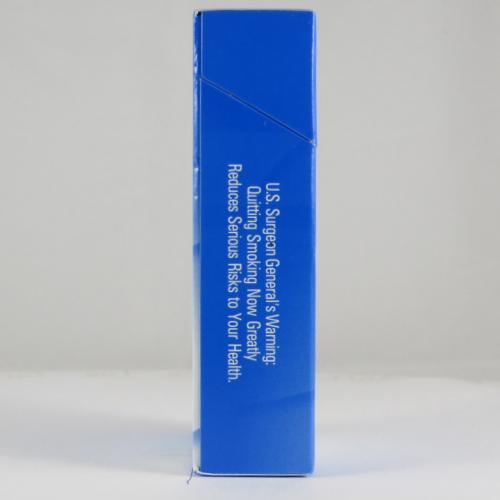 U.S. Surgeon General's Warning:
Quitting Smoking Now Greatly
Reduces Serious Risks to Your Health.